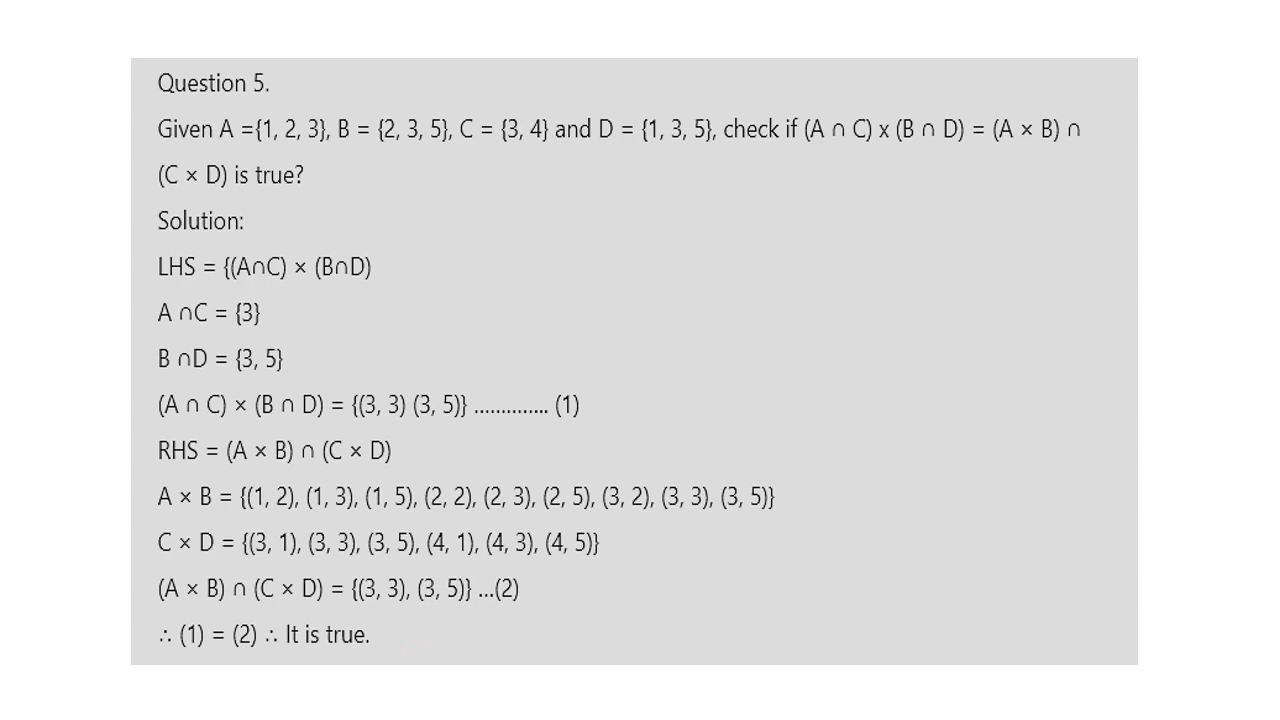 Question 5.
Given A ={1, 2, 3}, B = {2, 3, 5}, C = {3, 4} and D = {1, 3, 5}, check if (A ∩ C) x (B ∩ D) = (A × B) ∩
(C × D) is true?
Solution:
LHS = {(A∩C) × (B∩D)
A ∩C = {3}
B ∩D = {3, 5}
(A ∩ C) × (B ∩ D) = {(3, 3) (3, 5)} .............. (1)
RHS = (A × B) ∩ (C × D)
A × B = {(1, 2), (1, 3), (1, 5), (2, 2), (2, 3), (2, 5), (3, 2), (3, 3), (3, 5)}
C × D = {(3, 1), (3, 3), (3, 5), (4, 1), (4, 3), (4, 5)}
(A × B) ∩ (C × D) = {(3, 3), (3, 5)} ...(2)
∴ (1) = (2) ∴ It is true.